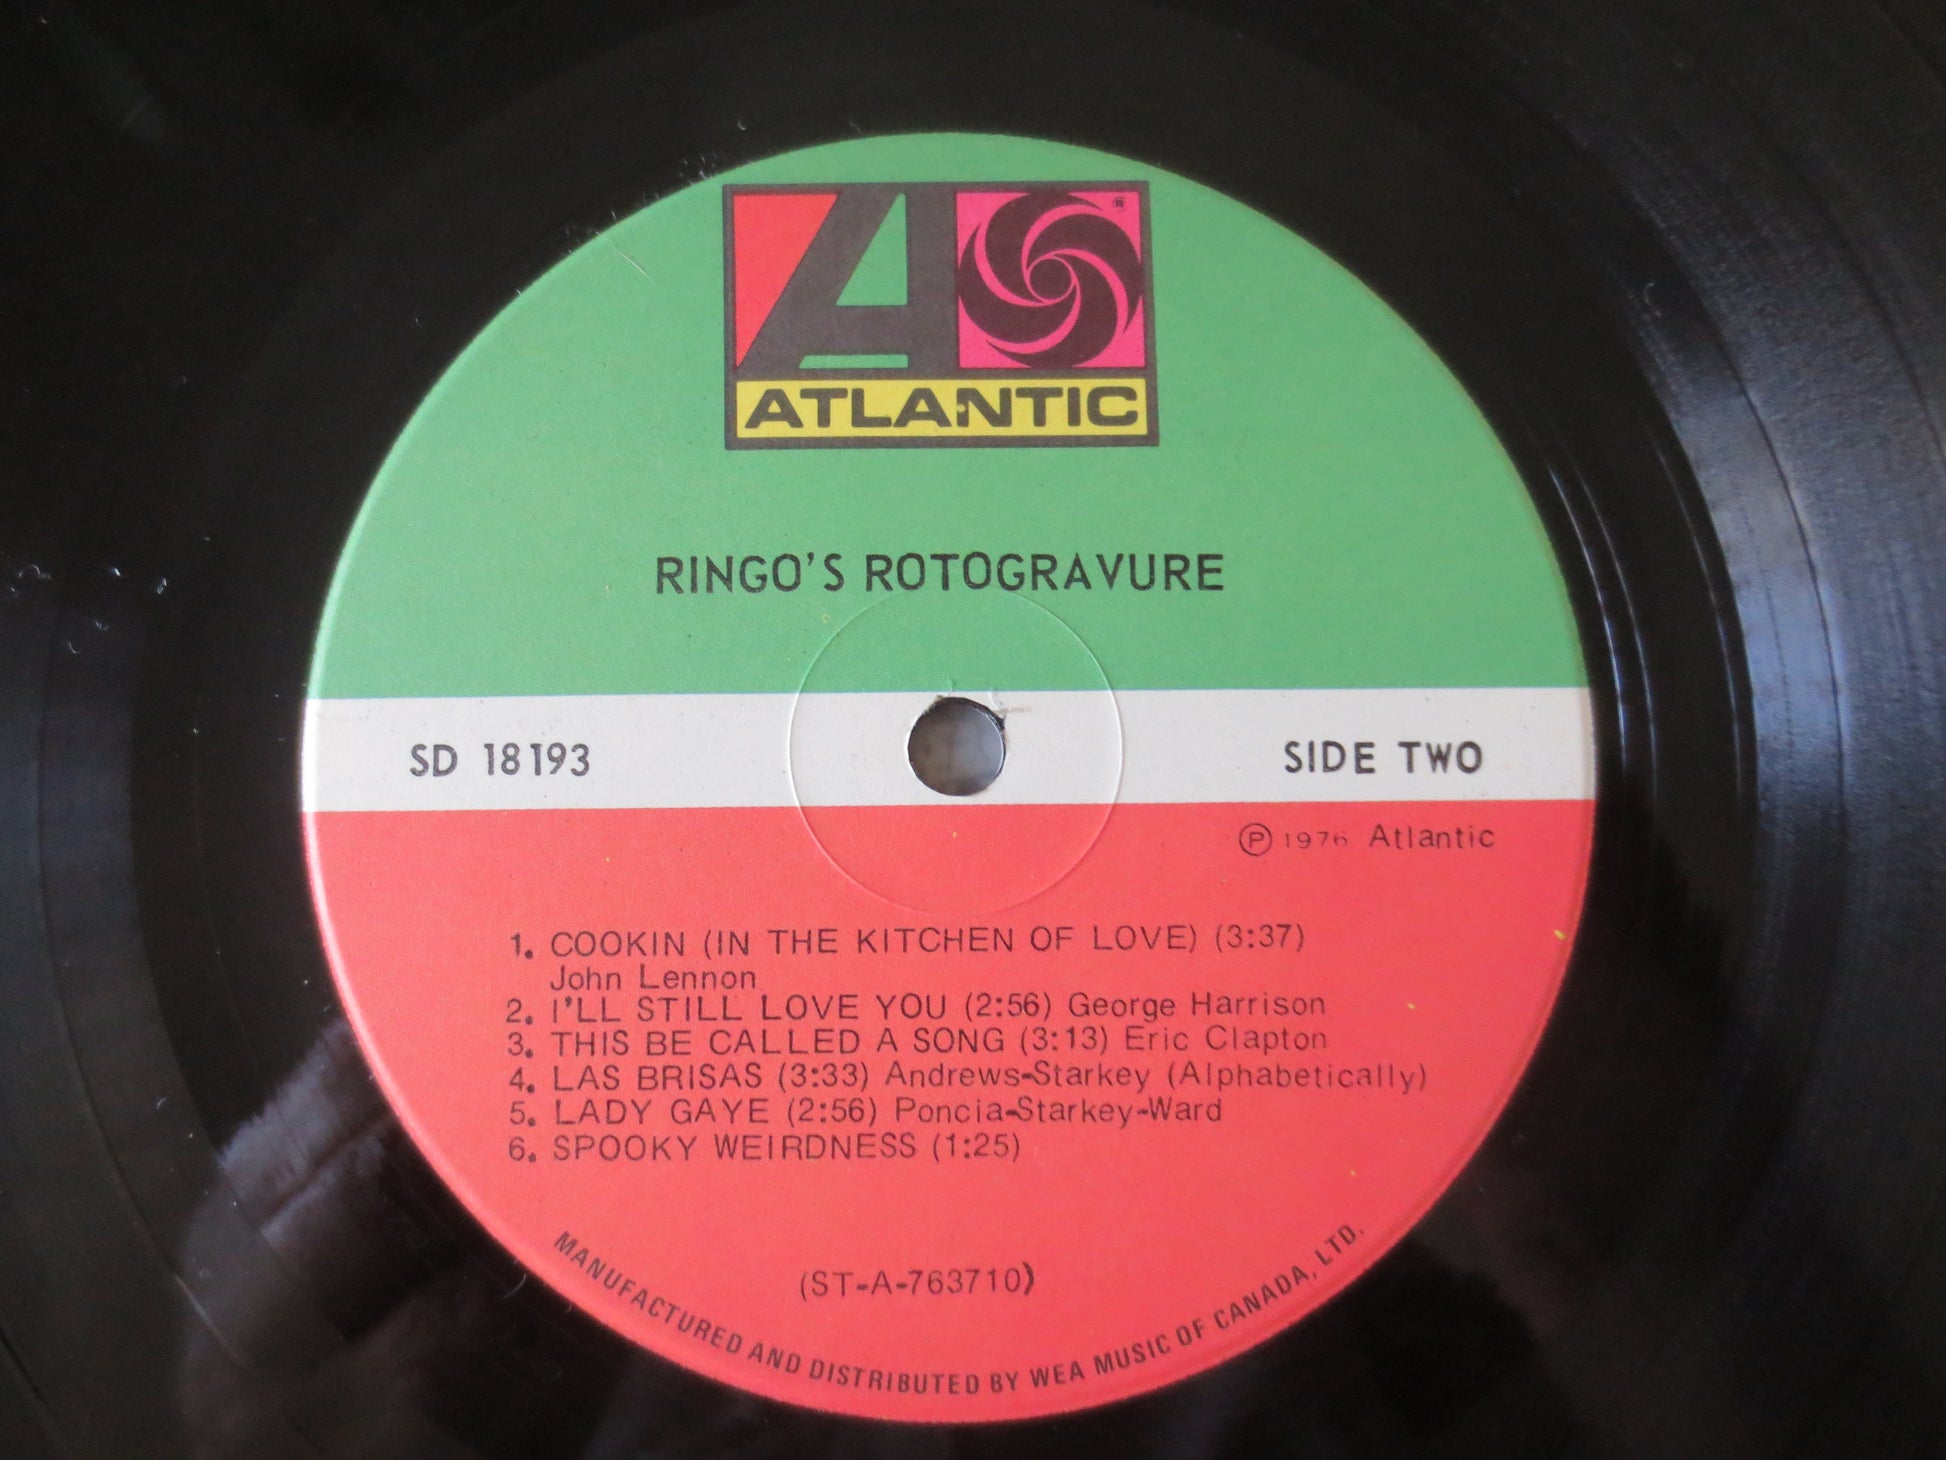 ®
ATLANTIC
RINGO'S ROTOGRAVURE
SD 18193
SIDE TWO
Ⓟ 1976 Atlantic
1. COOKIN (IN THE KITCHEN OF LOVE) (3:37)
John Lennon
2. I'LL STILL LOVE YOU (2:56) George Harrison
3. THIS BE CALLED A SONG (3:13) Eric Clapton
4. LAS BRISAS (3:33) Andrews-Starkey (Alphabetically)
5. LADY GAYE (2:56) Poncia-Starkey-Ward
6. SPOOKY WEIRDNESS (1:25)
(ST-A-763710)
MANUFACTURED AND DISTRIBUTED BY WEA MUSIC OF CANADA, LTD.